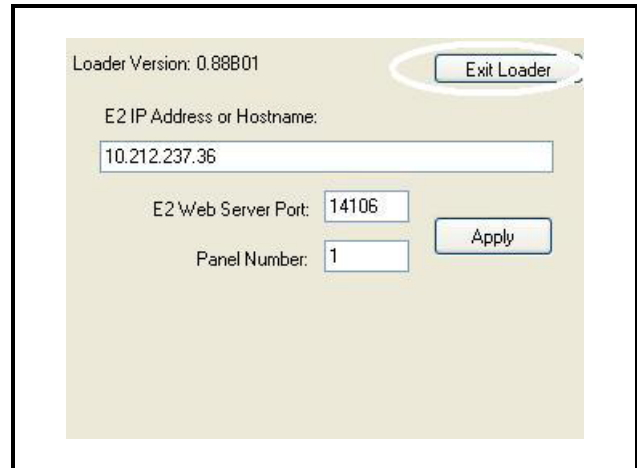 Loader Version: 0.88B01
Exit Loader
E2 IP Address or Hostname:
10.212.237.36
E2 Web Server Port: 14106
Apply
Panel Number: 1